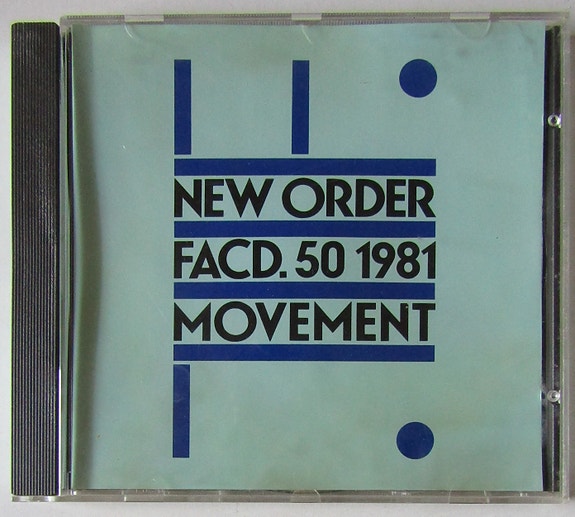 NEW ORDER
FACD. 50 1981
MOVEMENT